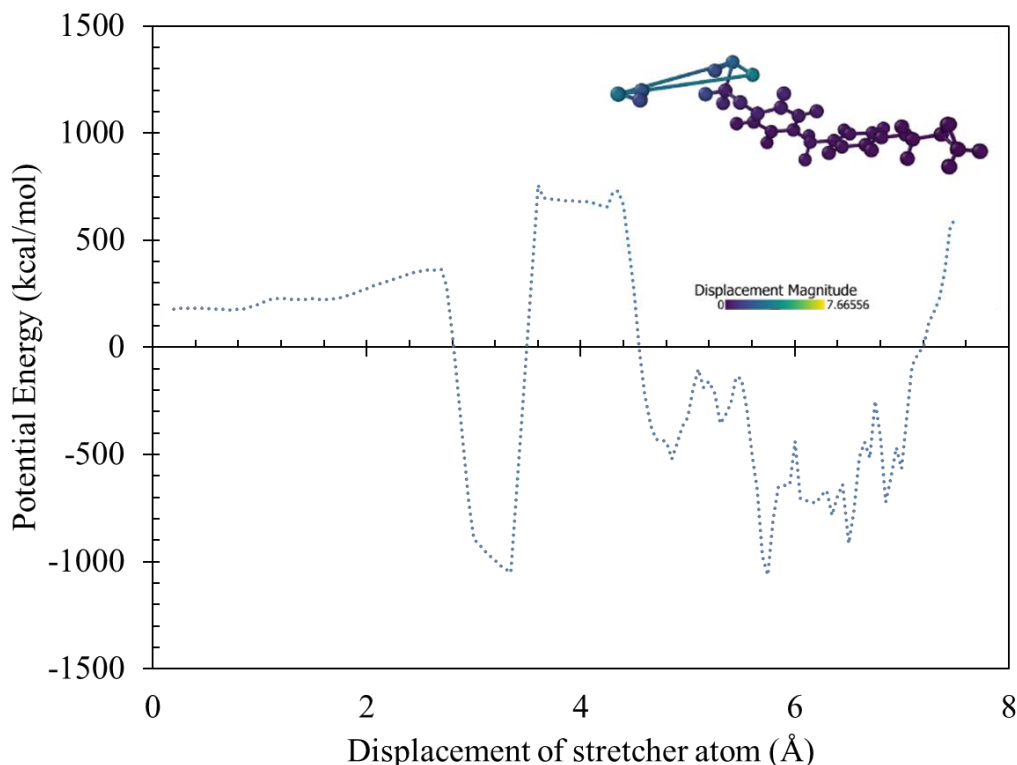 1500
1000
500
0
-500
-1000
-1500
Potential Energy (kcal/mol)
Displacement Magnitude
0 7.66556
0 2 4 6 8
Displacement of stretcher atom (Å)